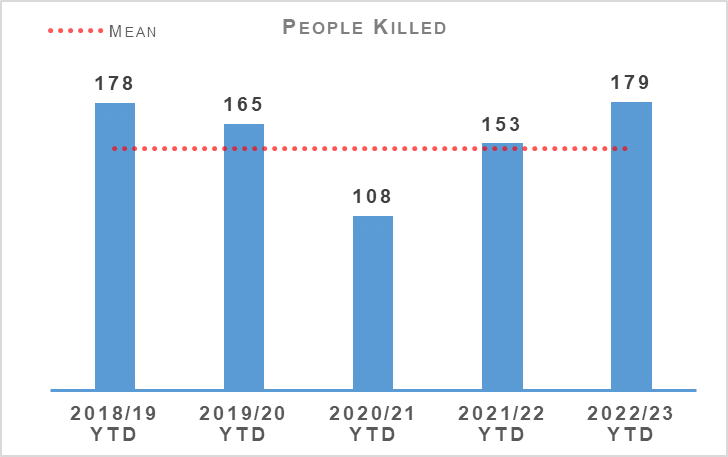 PEOPLE KILLED
MEAN
178
165
108
153
179
2018/19
YTD
2019/20
YTD
2020/21
YTD
2021/22
YTD
2022/23
YTD